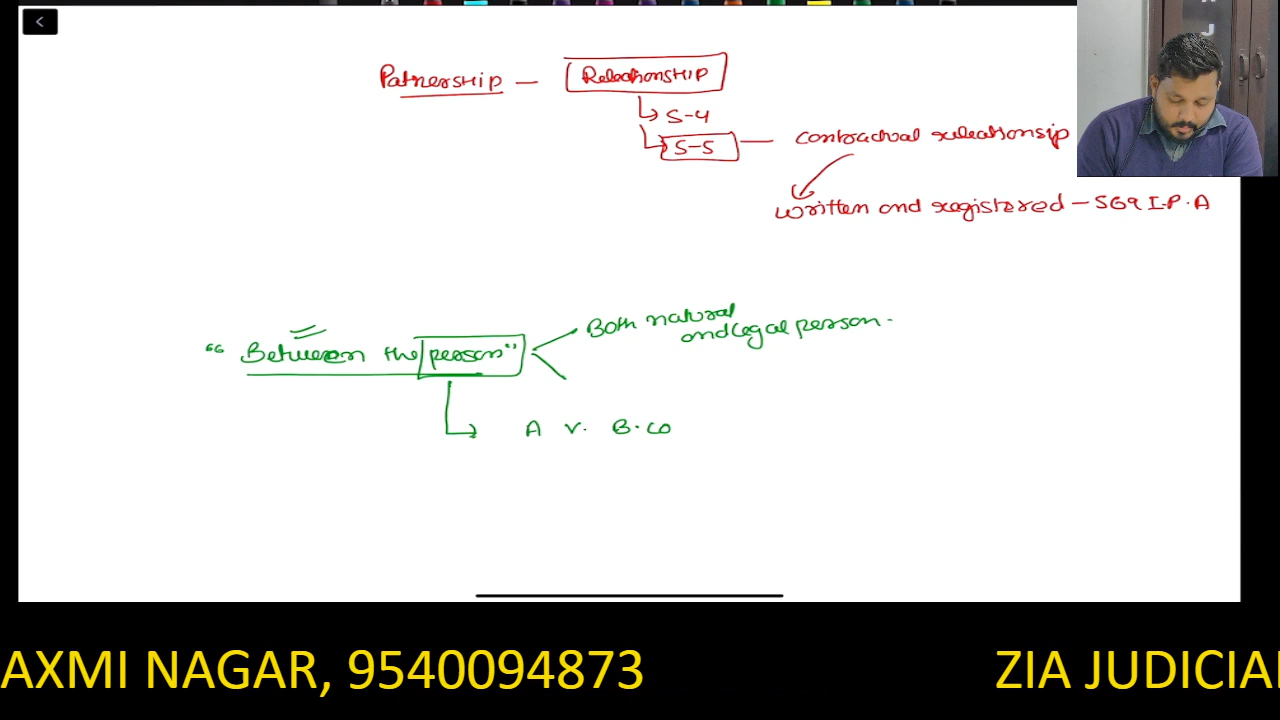 Patnership — Relationship
S-4
S-5 — contractual relationship
written and registered - S69 I.P.A
"Between the person"
Both natural
and legal person.
A v. B.co
AXMI NAGAR, 9540094873 ZIA JUDICIA